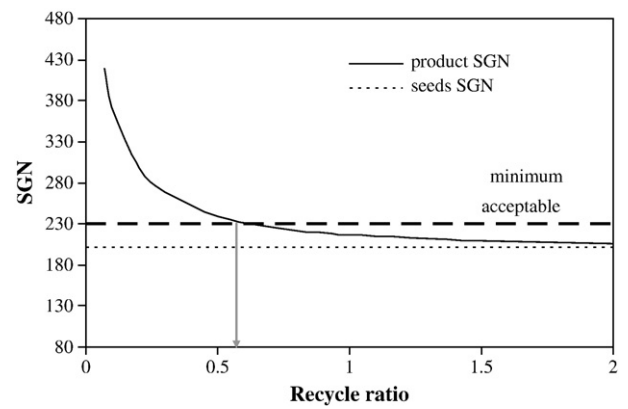 480
430
380
330
280
230
180
130
80
SGN
product SGN
seeds SGN
minimum
acceptable
0
0.5
1
1.5
2
Recycle ratio